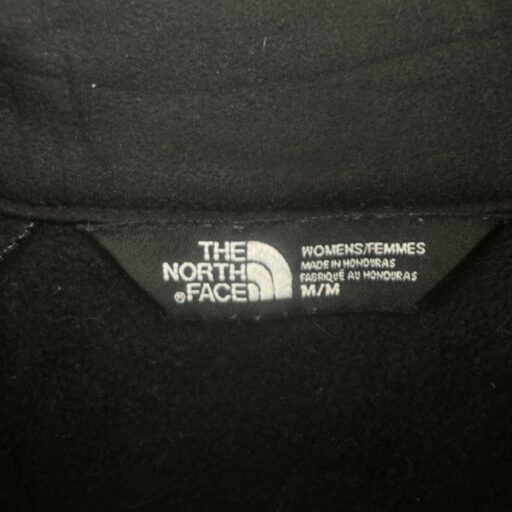 THE
NORTH
®FACE
WOMENS/FEMMES
MADE IN HONDURAS
FABRIQUÉ AU HONDURAS
M/M